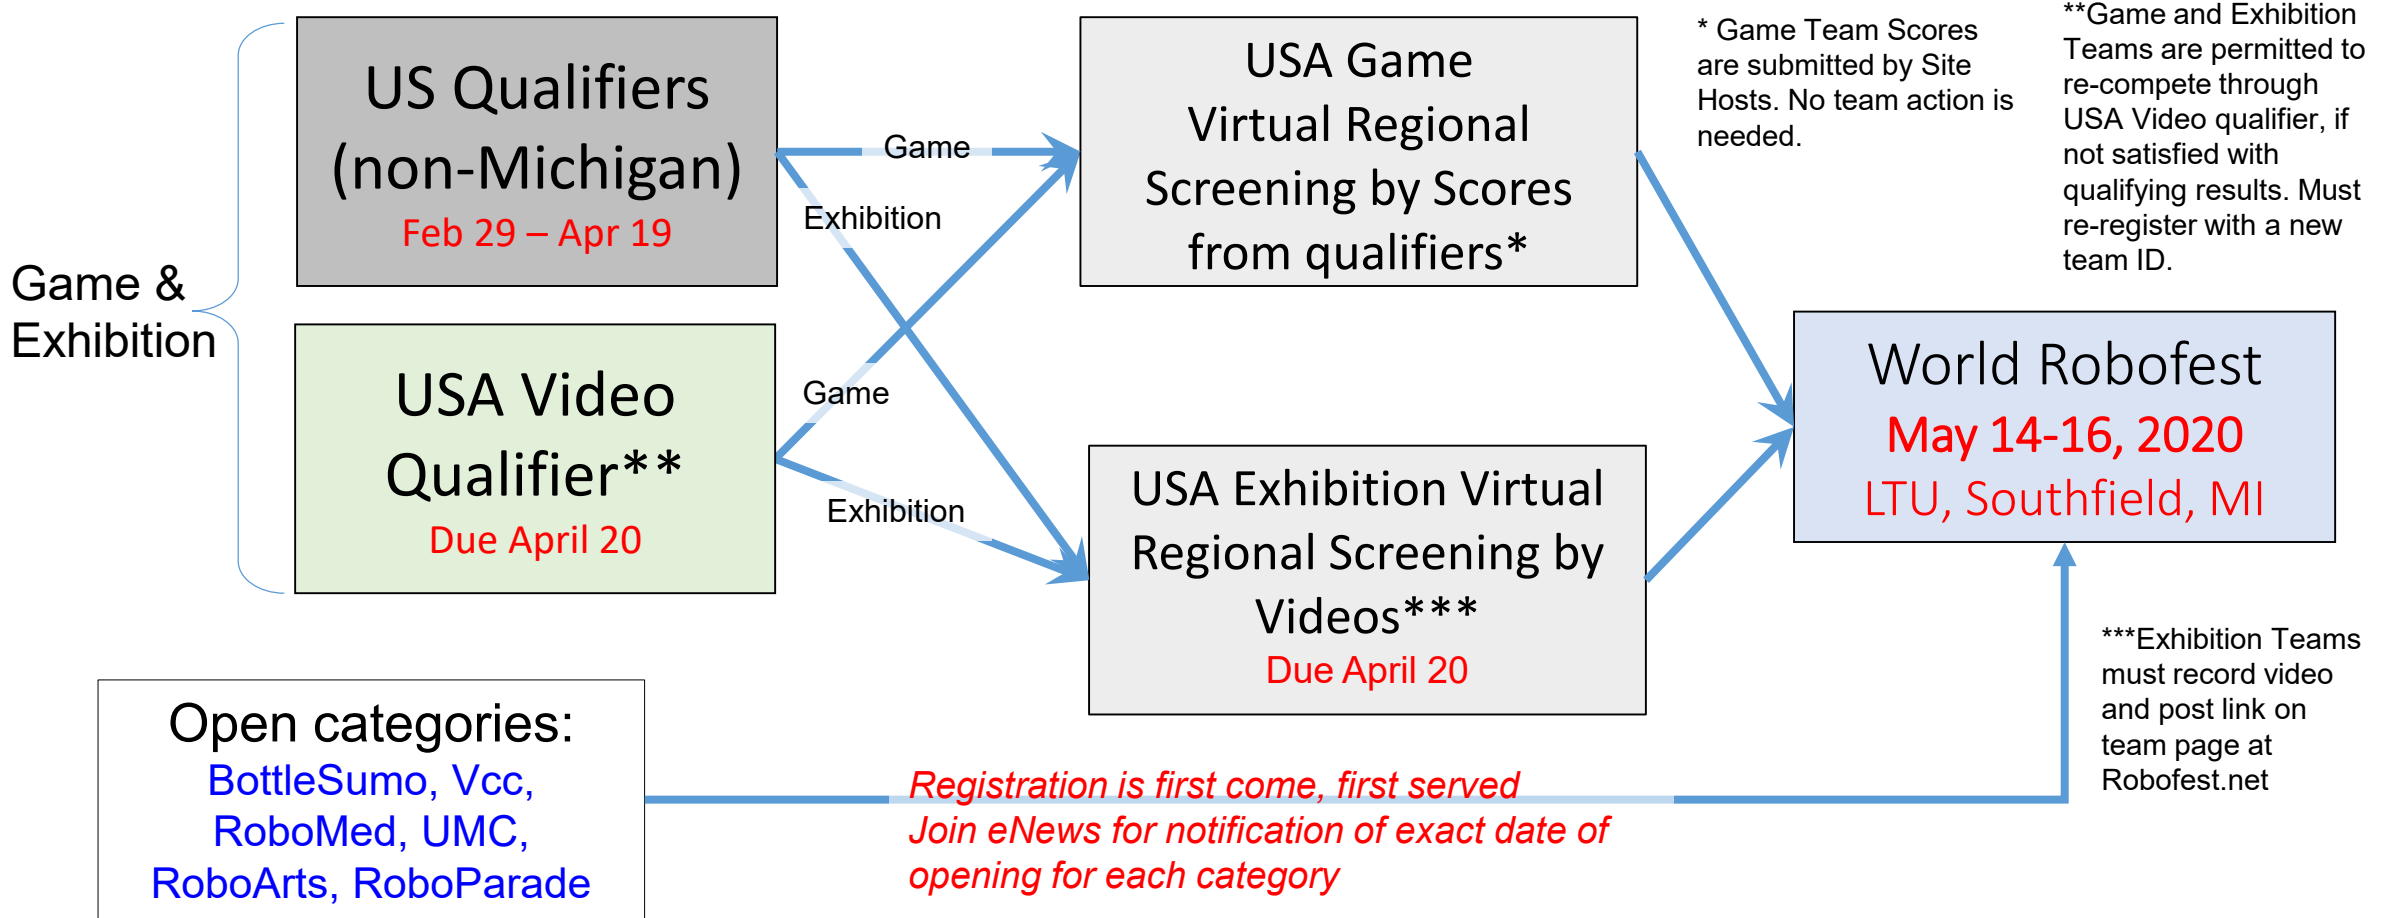 Game &
Exhibition
US Qualifiers
(non-Michigan)
Feb 29 – Apr 19
USA Video
Qualifier**
Due April 20
Game
Exhibition
Game
Exhibition
USA Game
Virtual Regional
Screening by Scores
from qualifiers*
USA Exhibition Virtual
Regional Screening by
Videos***
Due April 20
* Game Team Scores
are submitted by Site
Hosts. No team action is
needed.
**Game and Exhibition
Teams are permitted to
re-compete through
USA Video qualifier, if
not satisfied with
qualifying results. Must
re-register with a new
team ID.
World Robofest
May 14-16, 2020
LTU, Southfield, MI
***Exhibition Teams
must record video
and post link on
team page at
Robofest.net
Open categories:
BottleSumo, Vcc,
RoboMed, UMC,
RoboArts, RoboParade
Registration is first come, first served
Join eNews for notification of exact date of
opening for each category